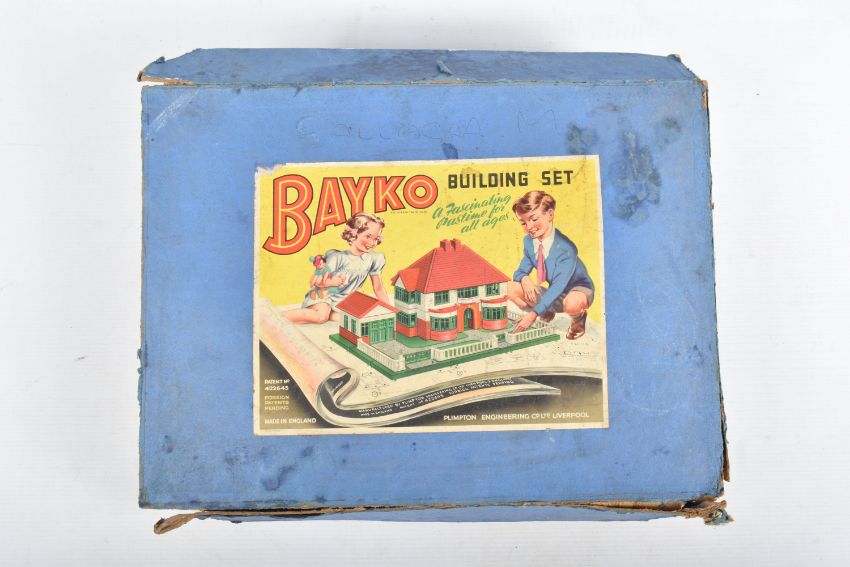 BAYKO BUILDING SET
A Fascinating
Pastime for
all ages
PATENT Nº
422645
FOREIGN
PATENTS
PENDING
MADE IN ENGLAND
PLIMPTON ENGINEERING Cº LTD LIVERPOOL